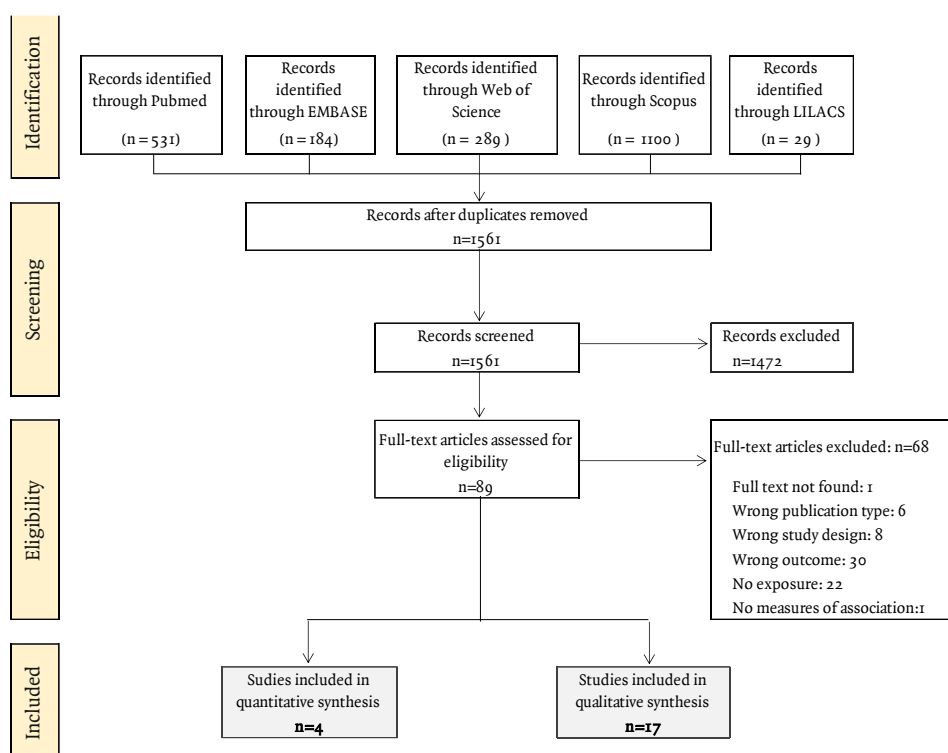 Identification
Records identified
through Pubmed
(n = 531)
Records
identified
through EMBASE
(n = 184)
Records identified
through Web of
Science
(n = 289 )
Records
identified
through Scopus
(n = 1100 )
Records
identified
through LILACS
(n = 29 )
Screening
Records after duplicates removed
n=1561
Records screened
n=1561
Records excluded
n=1472
Eligibility
Full-text articles assessed for
eligibility
n=89
Full-text articles excluded: n=68
Full text not found: 1
Wrong publication type: 6
Wrong study design: 8
Wrong outcome: 30
No exposure: 22
No measures of association:1
Included
Sudies included in
quantitative synthesis
n=4
Studies included in
qualitative synthesis
n=17